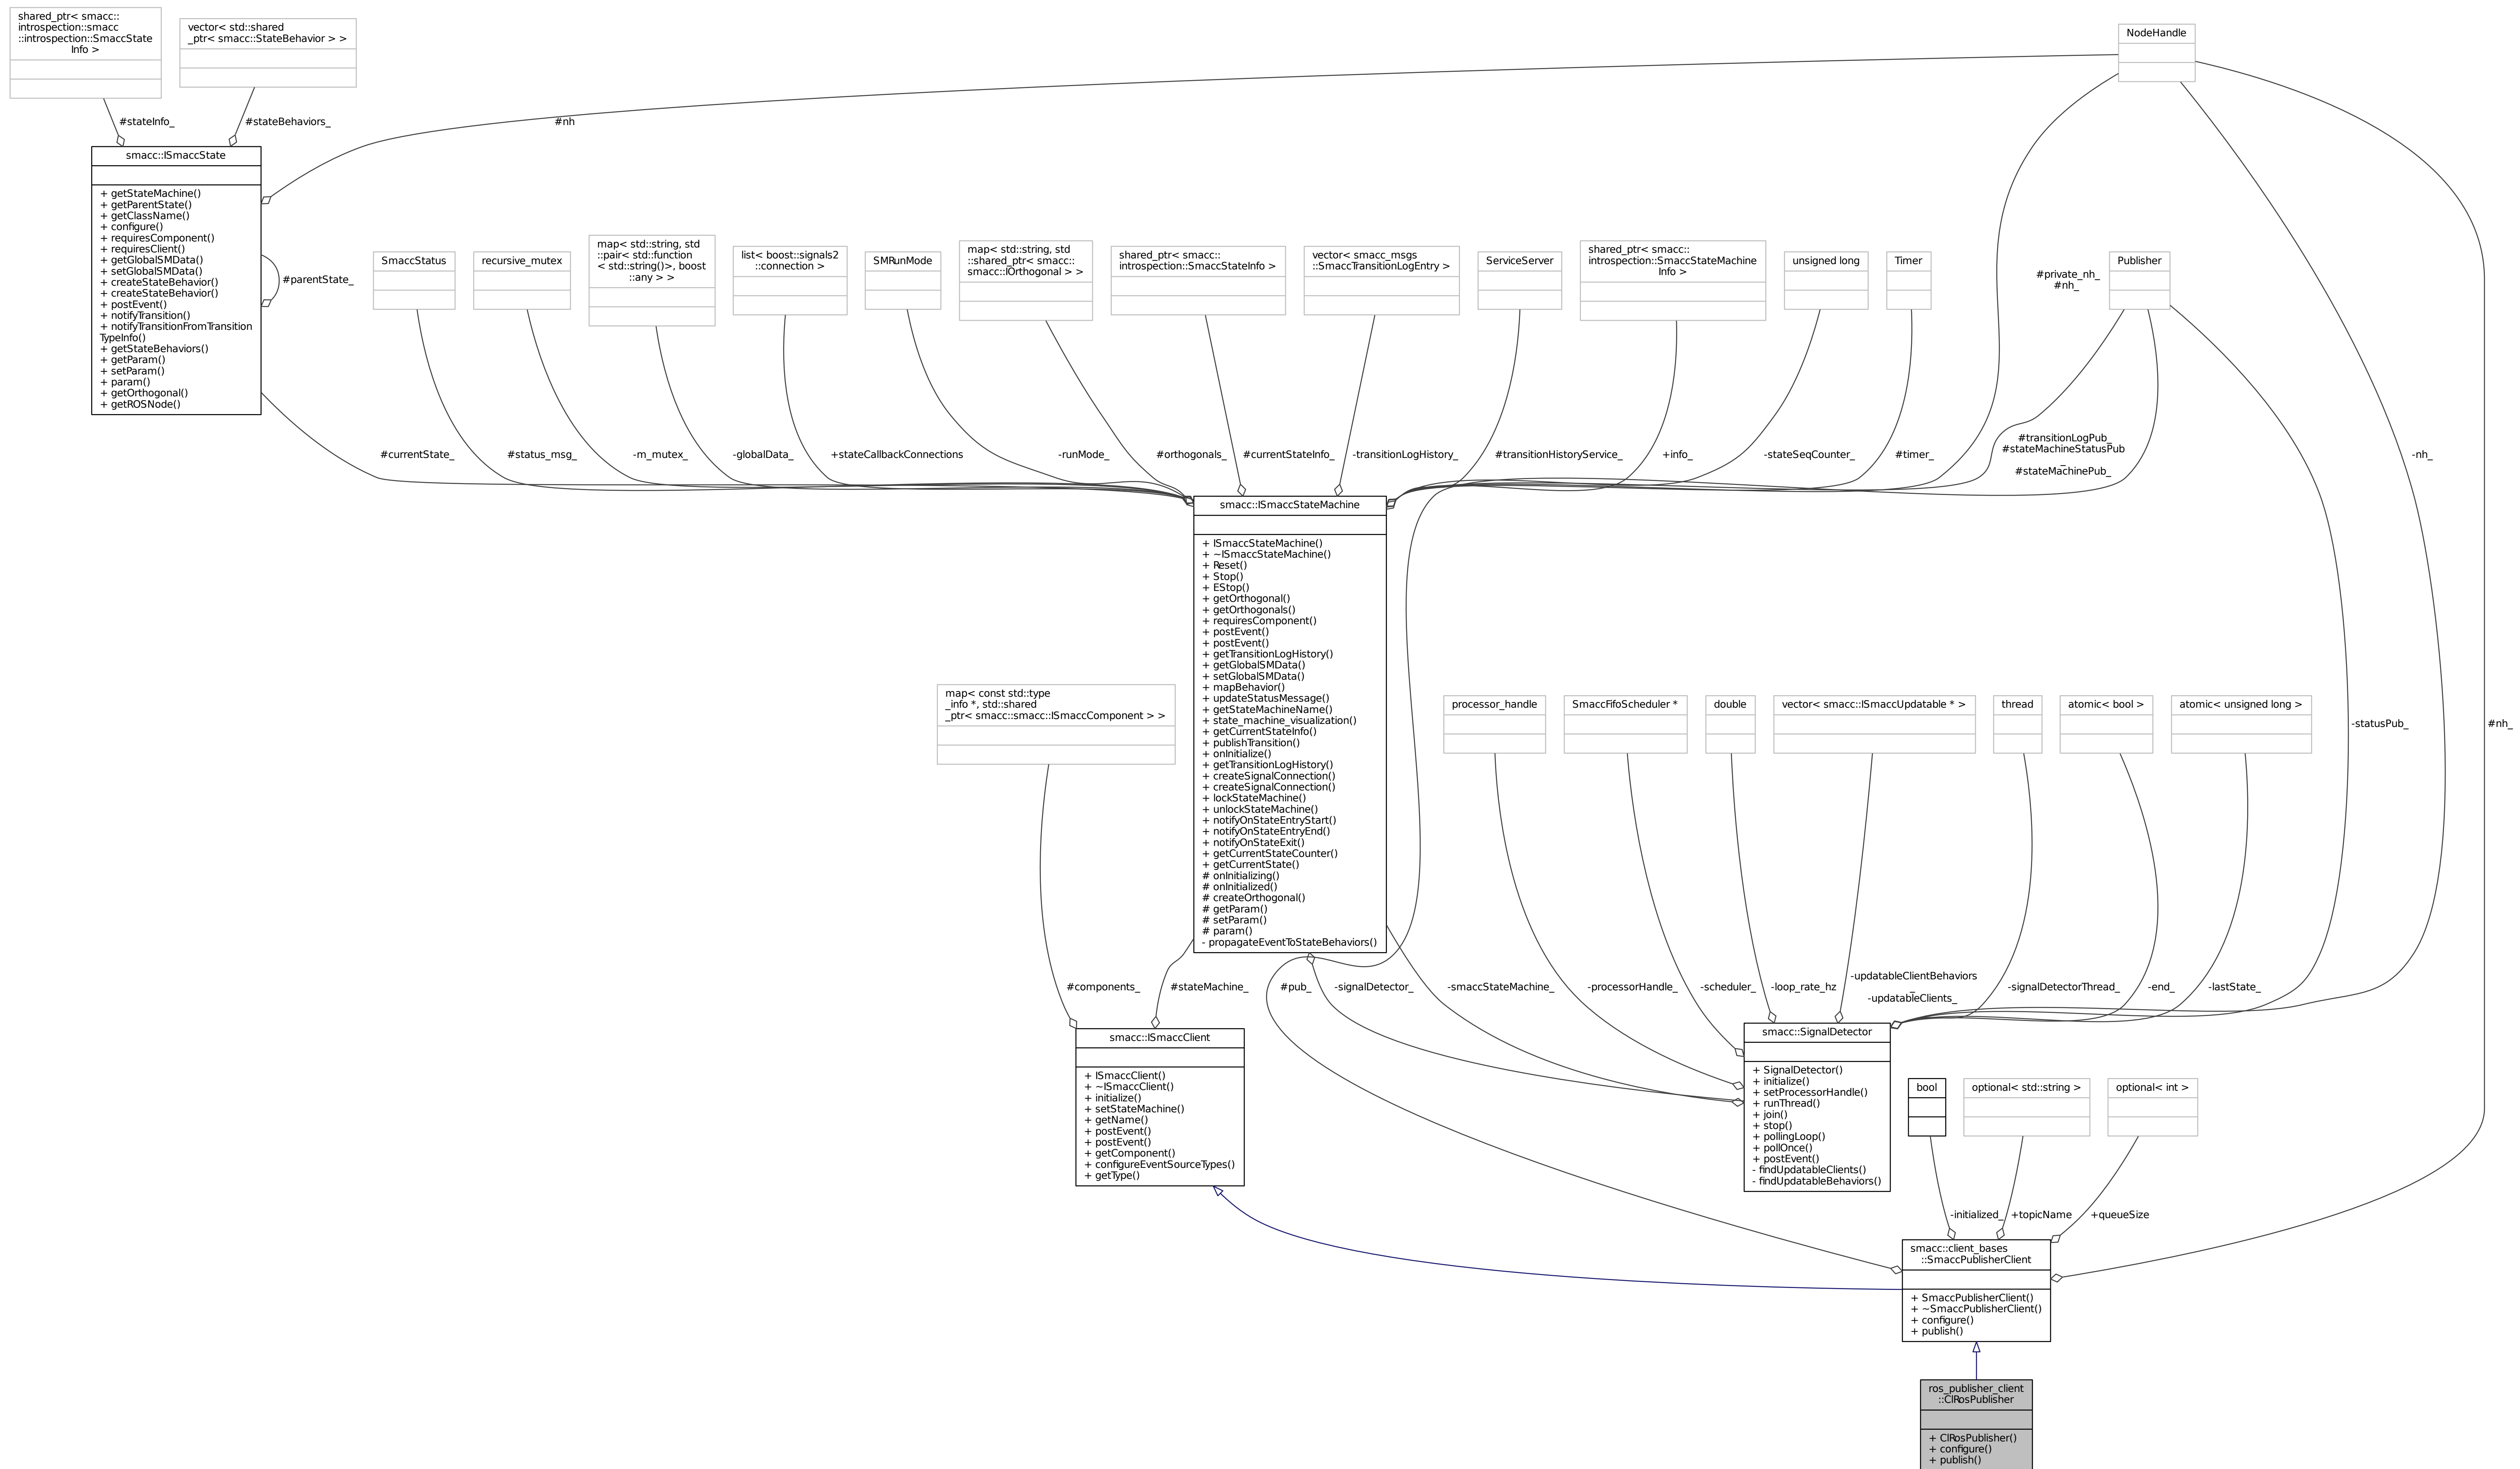 shared_ptr< smacc::
introspection::smacc
::introspection::SmaccState
Info >
vector< std::shared
_ptr< smacc::StateBehavior > >
NodeHandle
#stateInfo_
#stateBehaviors_
#nh
smacc::ISmaccState
+ getStateMachine()
+ getParentState()
+ getClassName()
+ configure()
+ requiresComponent()
+ requiresClient()
+ getGlobalSMData()
+ setGlobalSMData()
+ createStateBehavior()
+ createStateBehavior()
+ postEvent()
+ notifyTransition()
+ notifyTransitionFromTransition
TypeInfo()
+ getStateBehaviors()
+ getParam()
+ setParam()
+ param()
+ getOrthogonal()
+ getROSNode()
#parentState_
SmaccStatus
recursive_mutex
map< std::string, std
::pair< std::function
< std::string()>, boost
::any > >
list< boost::signals2
::connection >
SMRunMode
map< std::string, std
::shared_ptr< smacc::
smacc::IOrthogonal > >
shared_ptr< smacc::
introspection::SmaccStateInfo >
vector< smacc_msgs
::SmaccTransitionLogEntry >
ServiceServer
shared_ptr< smacc::
introspection::SmaccStateMachine
Info >
unsigned long
Timer
#private_nh_
#nh_
Publisher
#currentState_
#status_msg_
-m_mutex_
-globalData_
+stateCallbackConnections
-runMode_
#orthogonals_
#currentStateInfo_
-transitionLogHistory_
#transitionHistoryService_
+info_
-stateSeqCounter_
#timer_
#transitionLogPub_
#stateMachineStatusPub
_
#stateMachinePub_
-nh_
smacc::ISmaccStateMachine
+ ISmaccStateMachine()
+ ~ISmaccStateMachine()
+ Reset()
+ Stop()
+ EStop()
+ getOrthogonal()
+ getOrthogonals()
+ requiresComponent()
+ postEvent()
+ postEvent()
+ getTransitionLogHistory()
+ getGlobalSMData()
+ setGlobalSMData()
+ mapBehavior()
+ updateStatusMessage()
+ getStateMachineName()
+ state_machine_visualization()
+ getCurrentStateInfo()
+ publishTransition()
+ onInitialize()
+ getTransitionLogHistory()
+ createSignalConnection()
+ createSignalConnection()
+ lockStateMachine()
+ unlockStateMachine()
+ notifyOnStateEntryStart()
+ notifyOnStateEntryEnd()
+ notifyOnStateExit()
+ getCurrentStateCounter()
+ getCurrentState()
# onInitializing()
# onInitialized()
# createOrthogonal()
# getParam()
# setParam()
# param()
- propagateEventToStateBehaviors()
map< const std::type
_info *, std::shared
_ptr< smacc::smacc::ISmaccComponent > >
processor_handle
SmaccFifoScheduler *
double
vector< smacc::ISmaccUpdatable * >
thread
atomic< bool >
atomic< unsigned long >
-statusPub_
#nh_
#components_
#stateMachine_
#pub_
-signalDetector_
-smaccStateMachine_
-processorHandle_
-scheduler_
-loop_rate_hz
-updatableClientBehaviors
_
-updatableClients_
-signalDetectorThread_
-end_
-lastState_
smacc::ISmaccClient
+ ISmaccClient()
+ ~ISmaccClient()
+ initialize()
+ setStateMachine()
+ getName()
+ postEvent()
+ postEvent()
+ getComponent()
+ configureEventSourceTypes()
+ getType()
smacc::SignalDetector
+ SignalDetector()
+ initialize()
+ setProcessorHandle()
+ runThread()
+ join()
+ stop()
+ pollingLoop()
+ pollOnce()
+ postEvent()
- findUpdatableClients()
- findUpdatableBehaviors()
bool
optional< std::string >
optional< int >
-initialized_
+topicName
+queueSize
smacc::client_bases
::SmaccPublisherClient
+ SmaccPublisherClient()
+ ~SmaccPublisherClient()
+ configure()
+ publish()
ros_publisher_client
::ClRosPublisher
+ ClRosPublisher()
+ configure()
+ publish()